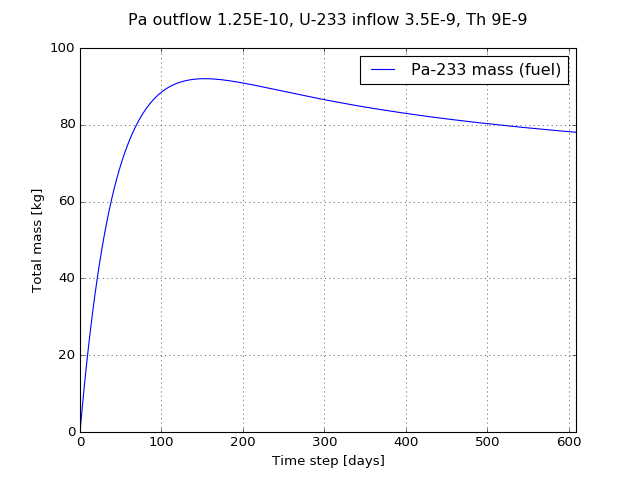 Pa outflow 1.25E-10, U-233 inflow 3.5E-9, Th 9E-9
Pa-233 mass (fuel)
Total mass [kg]
100
80
60
40
20
0
0 100 200 300 400 500 600
Time step [days]